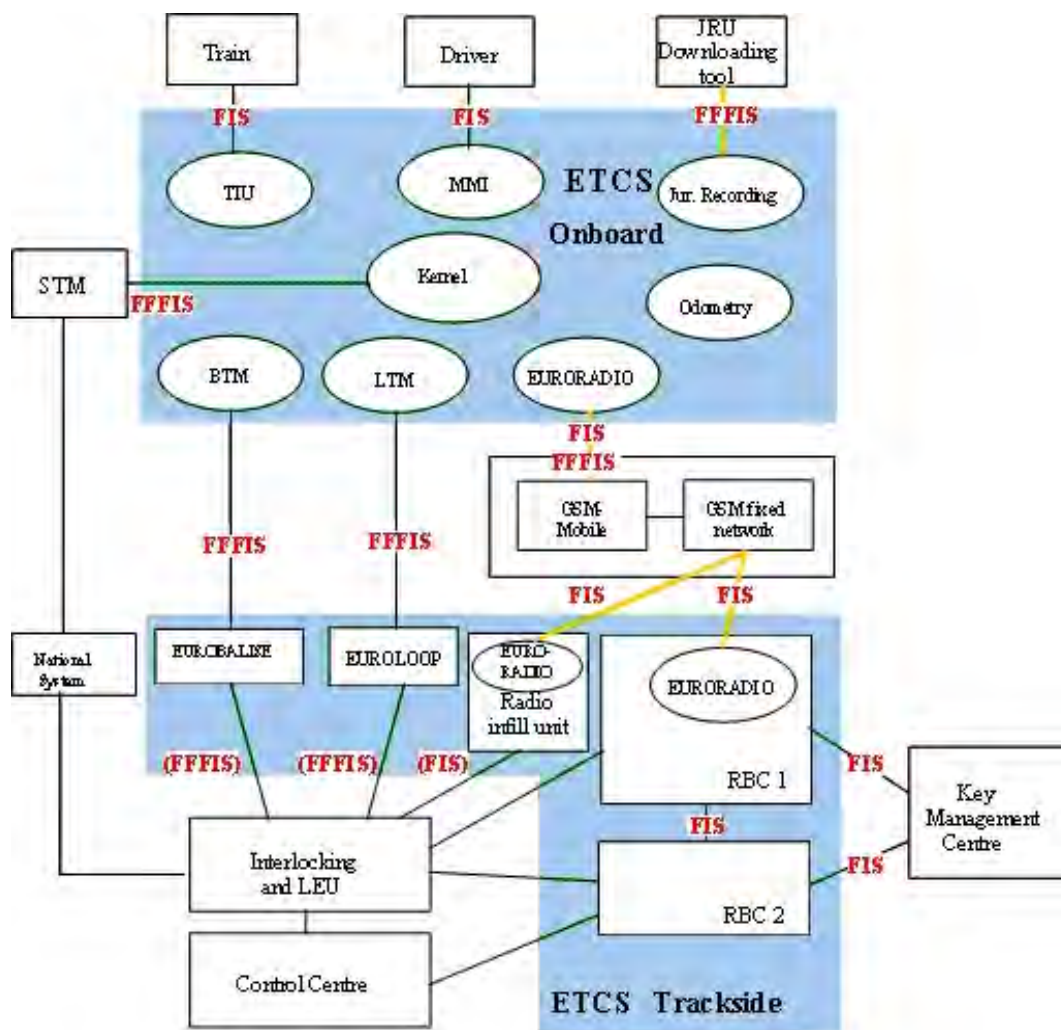 Train
Driver
JRU
Downloading
tool
FIS
FIS
FFFIS
TIU
MMI
ETCS
Jur. Recording
Onboard
STM
Kernel
FFFIS
Odometry
BTM
LTM
EURORADIO
FIS
FFFIS
GSM-
Mobile
GSM fixed
network
FFFIS
FFFIS
FIS
FIS
National
System
EUROBALISE
EUROLOOP
EURO-
RADIO
Radio
infill unit
EURORADIO
(FFFIS)
(FFFIS)
(FIS)
RBC 1
FIS
Key
Management
Centre
FIS
FIS
Interlocking
and LEU
RBC 2
Control Centre
ETCS Trackside